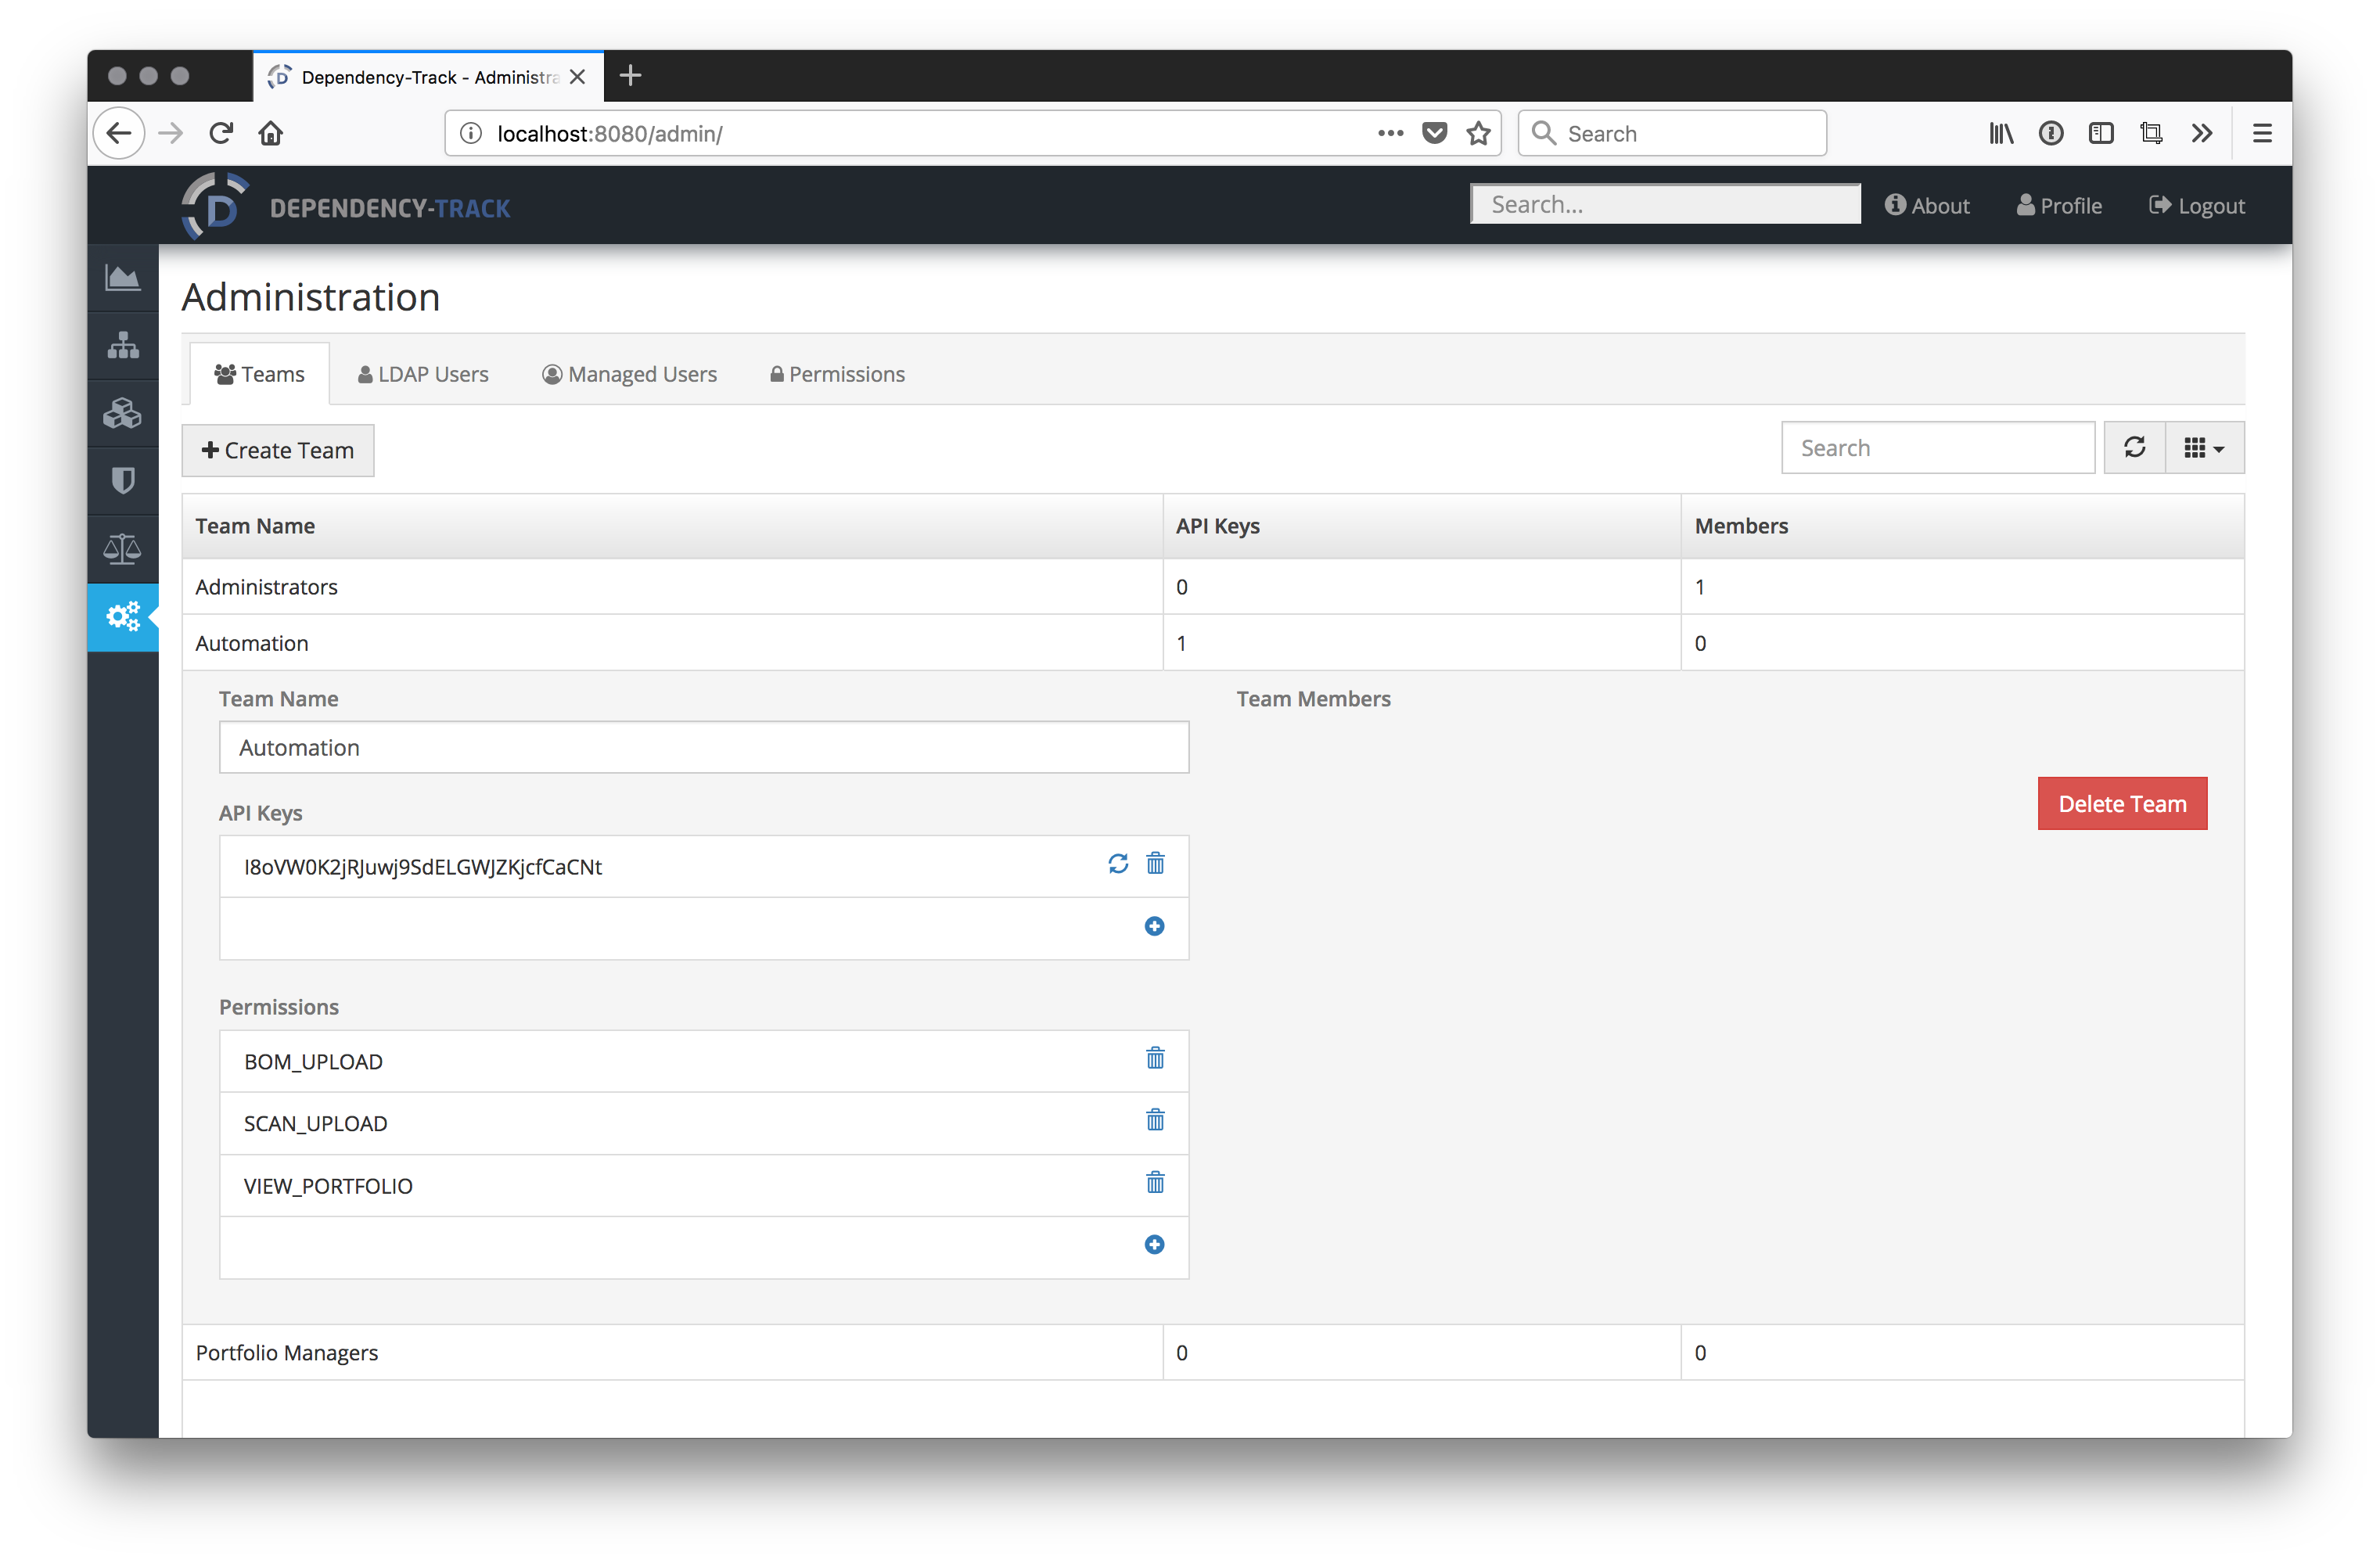 Dependency-Track - Administra
localhost:8080/admin/
Search
DEPENDENCY-TRACK
Search...
About
Profile
Logout
Administration
Teams
LDAP Users
Managed Users
Permissions
Create Team
Search
Team Name API Keys Members
Administrators 0 1
Automation 1 0
Team Name Team Members
Automation
Delete Team
API Keys
I8oVW0K2jRJuwj9SdELGWJZKjcfCaCNt
Permissions
BOM_UPLOAD
SCAN_UPLOAD
VIEW_PORTFOLIO
Portfolio Managers 0 0